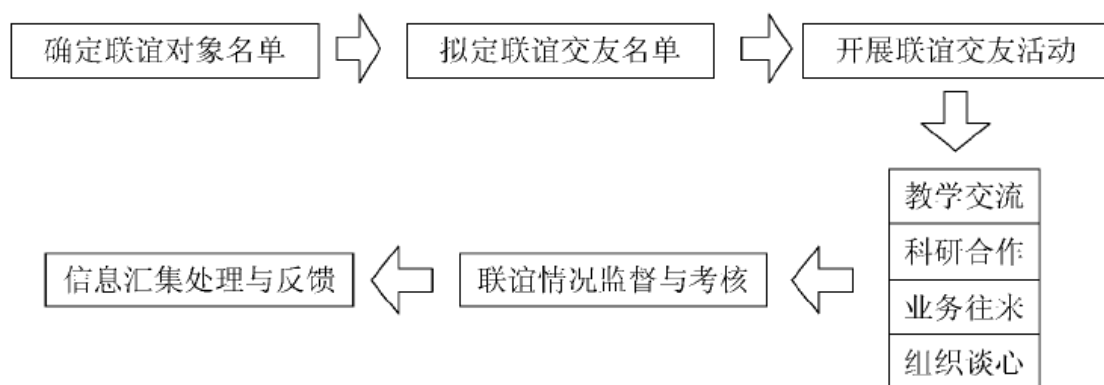 确定联谊对象名单
拟定联谊交友名单
开展联谊交友活动
教学交流
科研合作
业务往来
组织谈心
联谊情况监督与考核
信息汇集处理与反馈